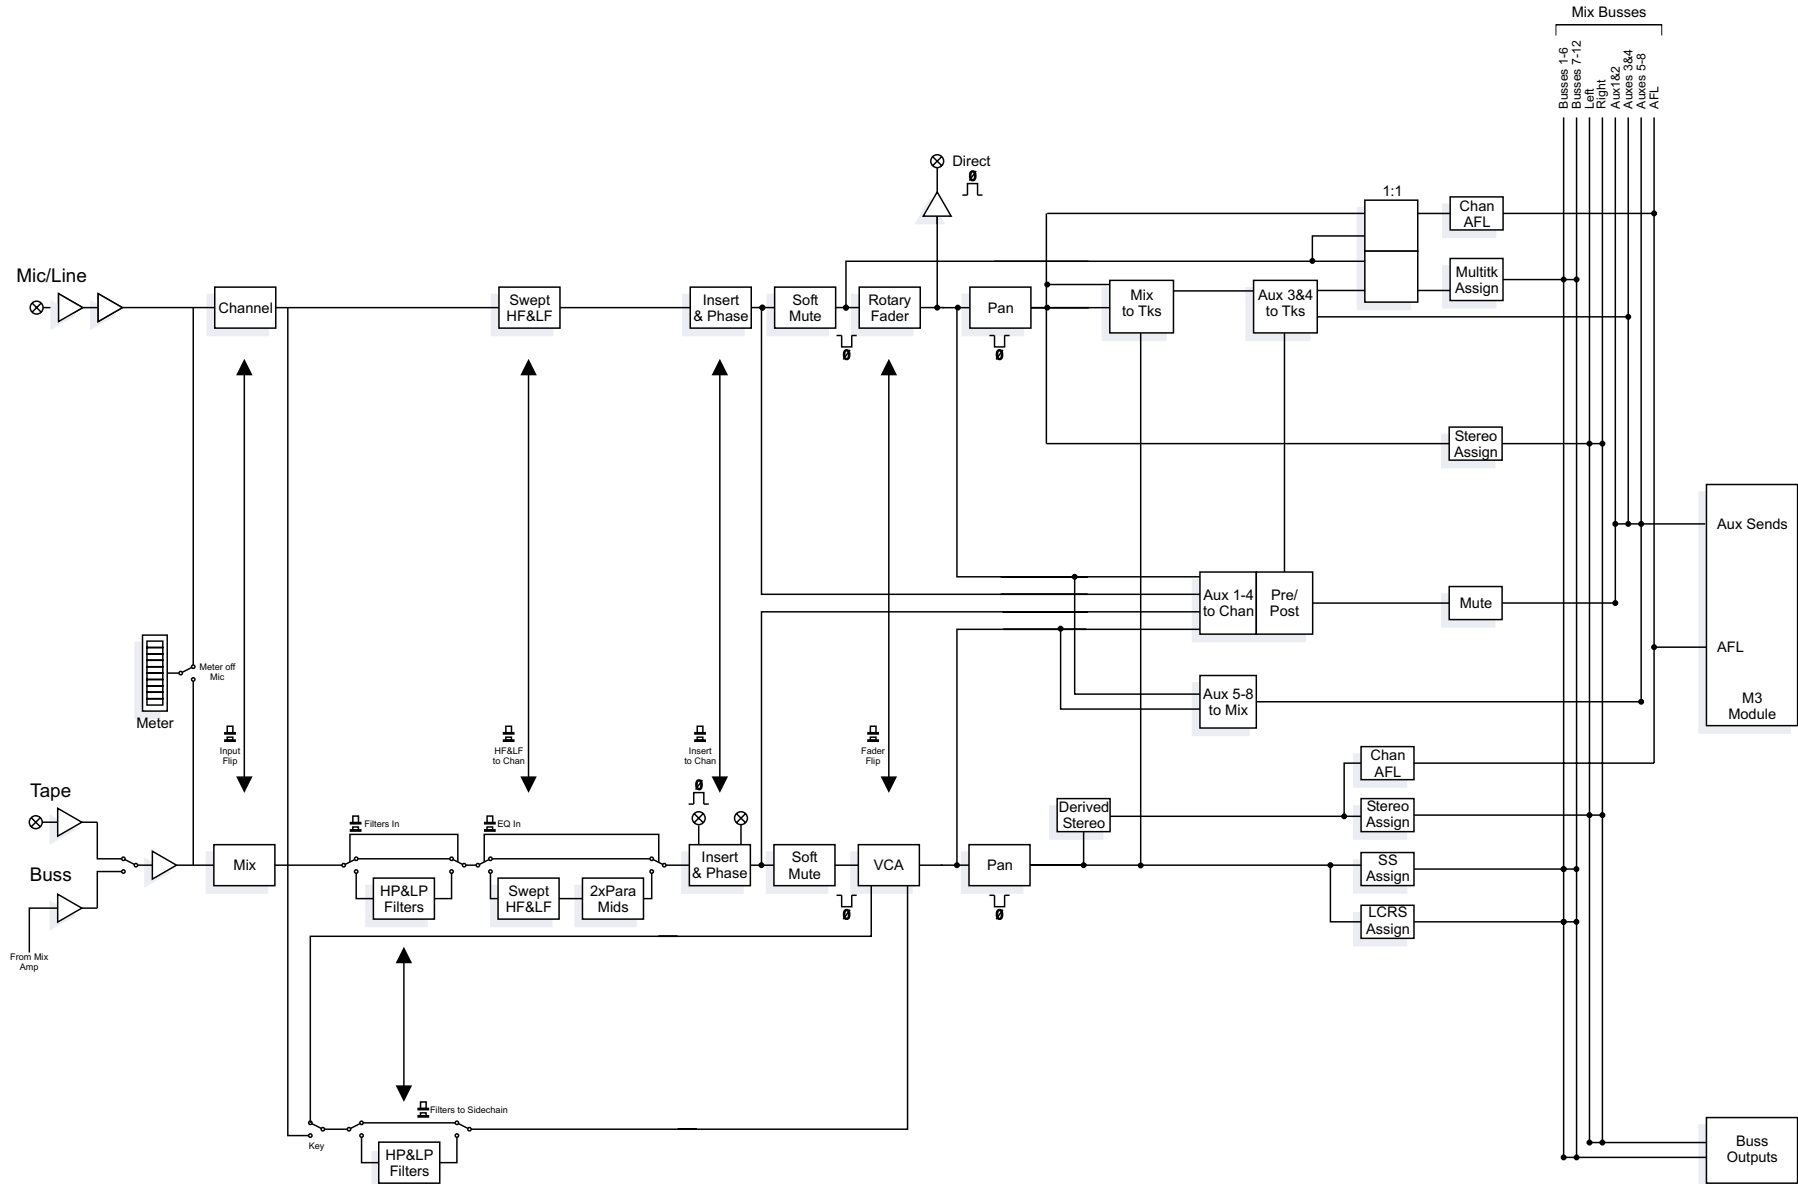 Mix Busses
Busses 1-6
Busses 7-12
Left
Right
Aux1&2
Auxes 3&4
Auxes 5-8
AFL
Direct
Ø
1:1
Chan
AFL
Mic/Line
Channel
Swept
HF&LF
Insert
& Phase
Soft
Mute
Rotary
Fader
Pan
Mix
to Tks
Aux 3&4
to Tks
Multitk
Assign
Ø
Ø
Stereo
Assign
Aux Sends
AFL
M3
Module
Aux 1-4
to Chan
Pre/
Post
Mute
Aux 5-8
to Mix
Meter off
Mic
Meter
Input
Flip
HF&LF
to Chan
Insert
to Chan
Fader
Flip
Ø
Chan
AFL
Tape
Filters In
EQ In
Derived
Stereo
Stereo
Assign
Buss
Mix
HP&LP
Filters
Swept
HF&LF
2xPara
Mids
Insert
& Phase
Soft
Mute
VCA
Pan
SS
Assign
Ø
Ø
LCRS
Assign
From Mix
Amp
Filters to Sidechain
Key
HP&LP
Filters
Buss
Outputs